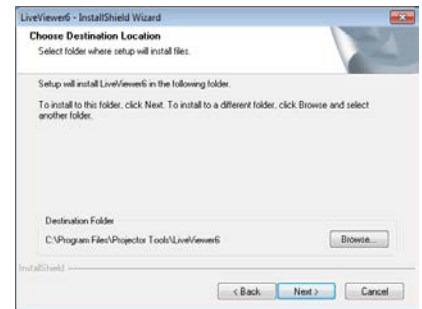 LiveViewer6 - InstallShield Wizard
Choose Destination Location
Select folder where setup will install files.
Setup will install LiveViewer6 in the following folder.
To install to this folder, click Next. To install to a different folder, click Browse and select
another folder.
Destination Folder
C:\Program Files\Projector Tools\LiveViewer6
Browse...
InstallShield
< Back
Next >
Cancel